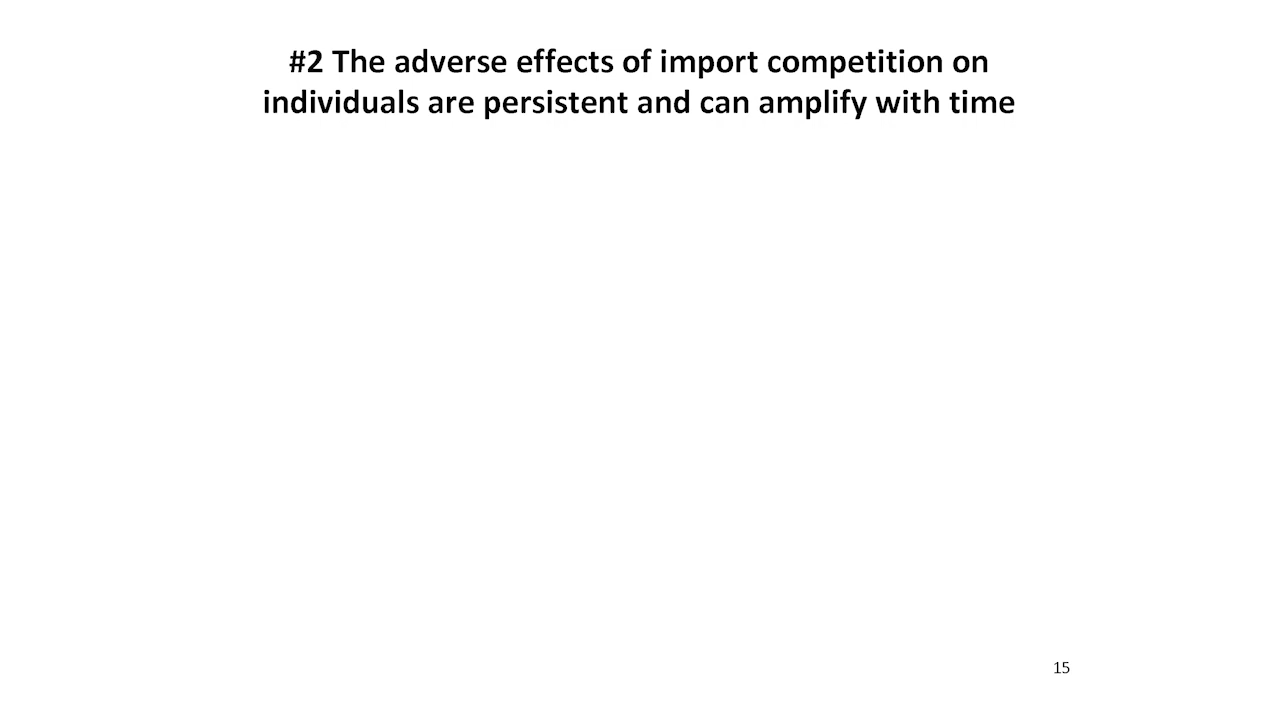 #2 The adverse effects of import competition on
individuals are persistent and can amplify with time
15